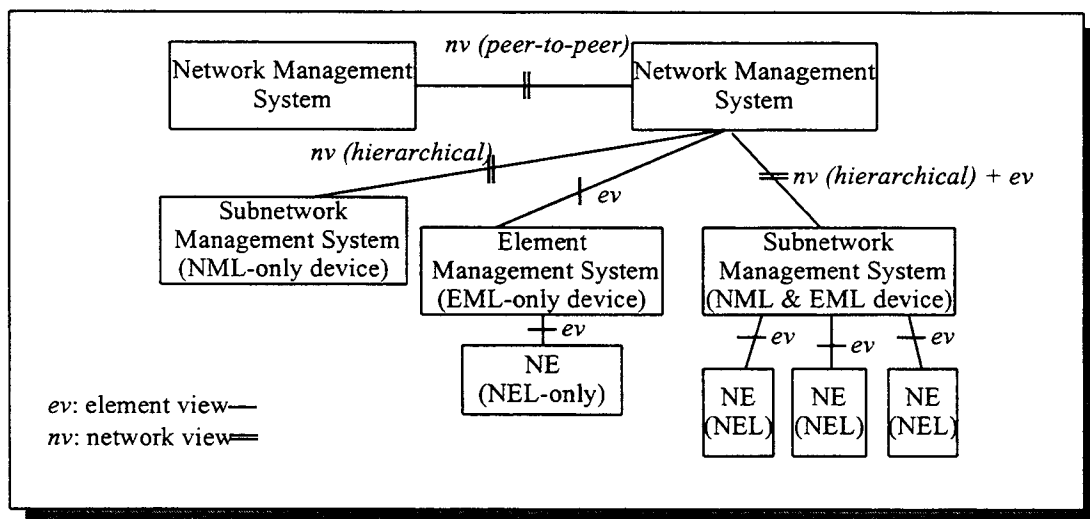 nv (peer-to-peer)
Network Management
System
Network Management
System
nv (hierarchical)
ev
nv (hierarchical) + ev
Subnetwork
Management System
(NML-only device)
Element
Management System
(EML-only device)
Subnetwork
Management System
(NML & EML device)
ev
ev
ev
ev
NE
(NEL-only)
NE
(NEL)
NE
(NEL)
NE
(NEL)
ev: element view
nv: network view